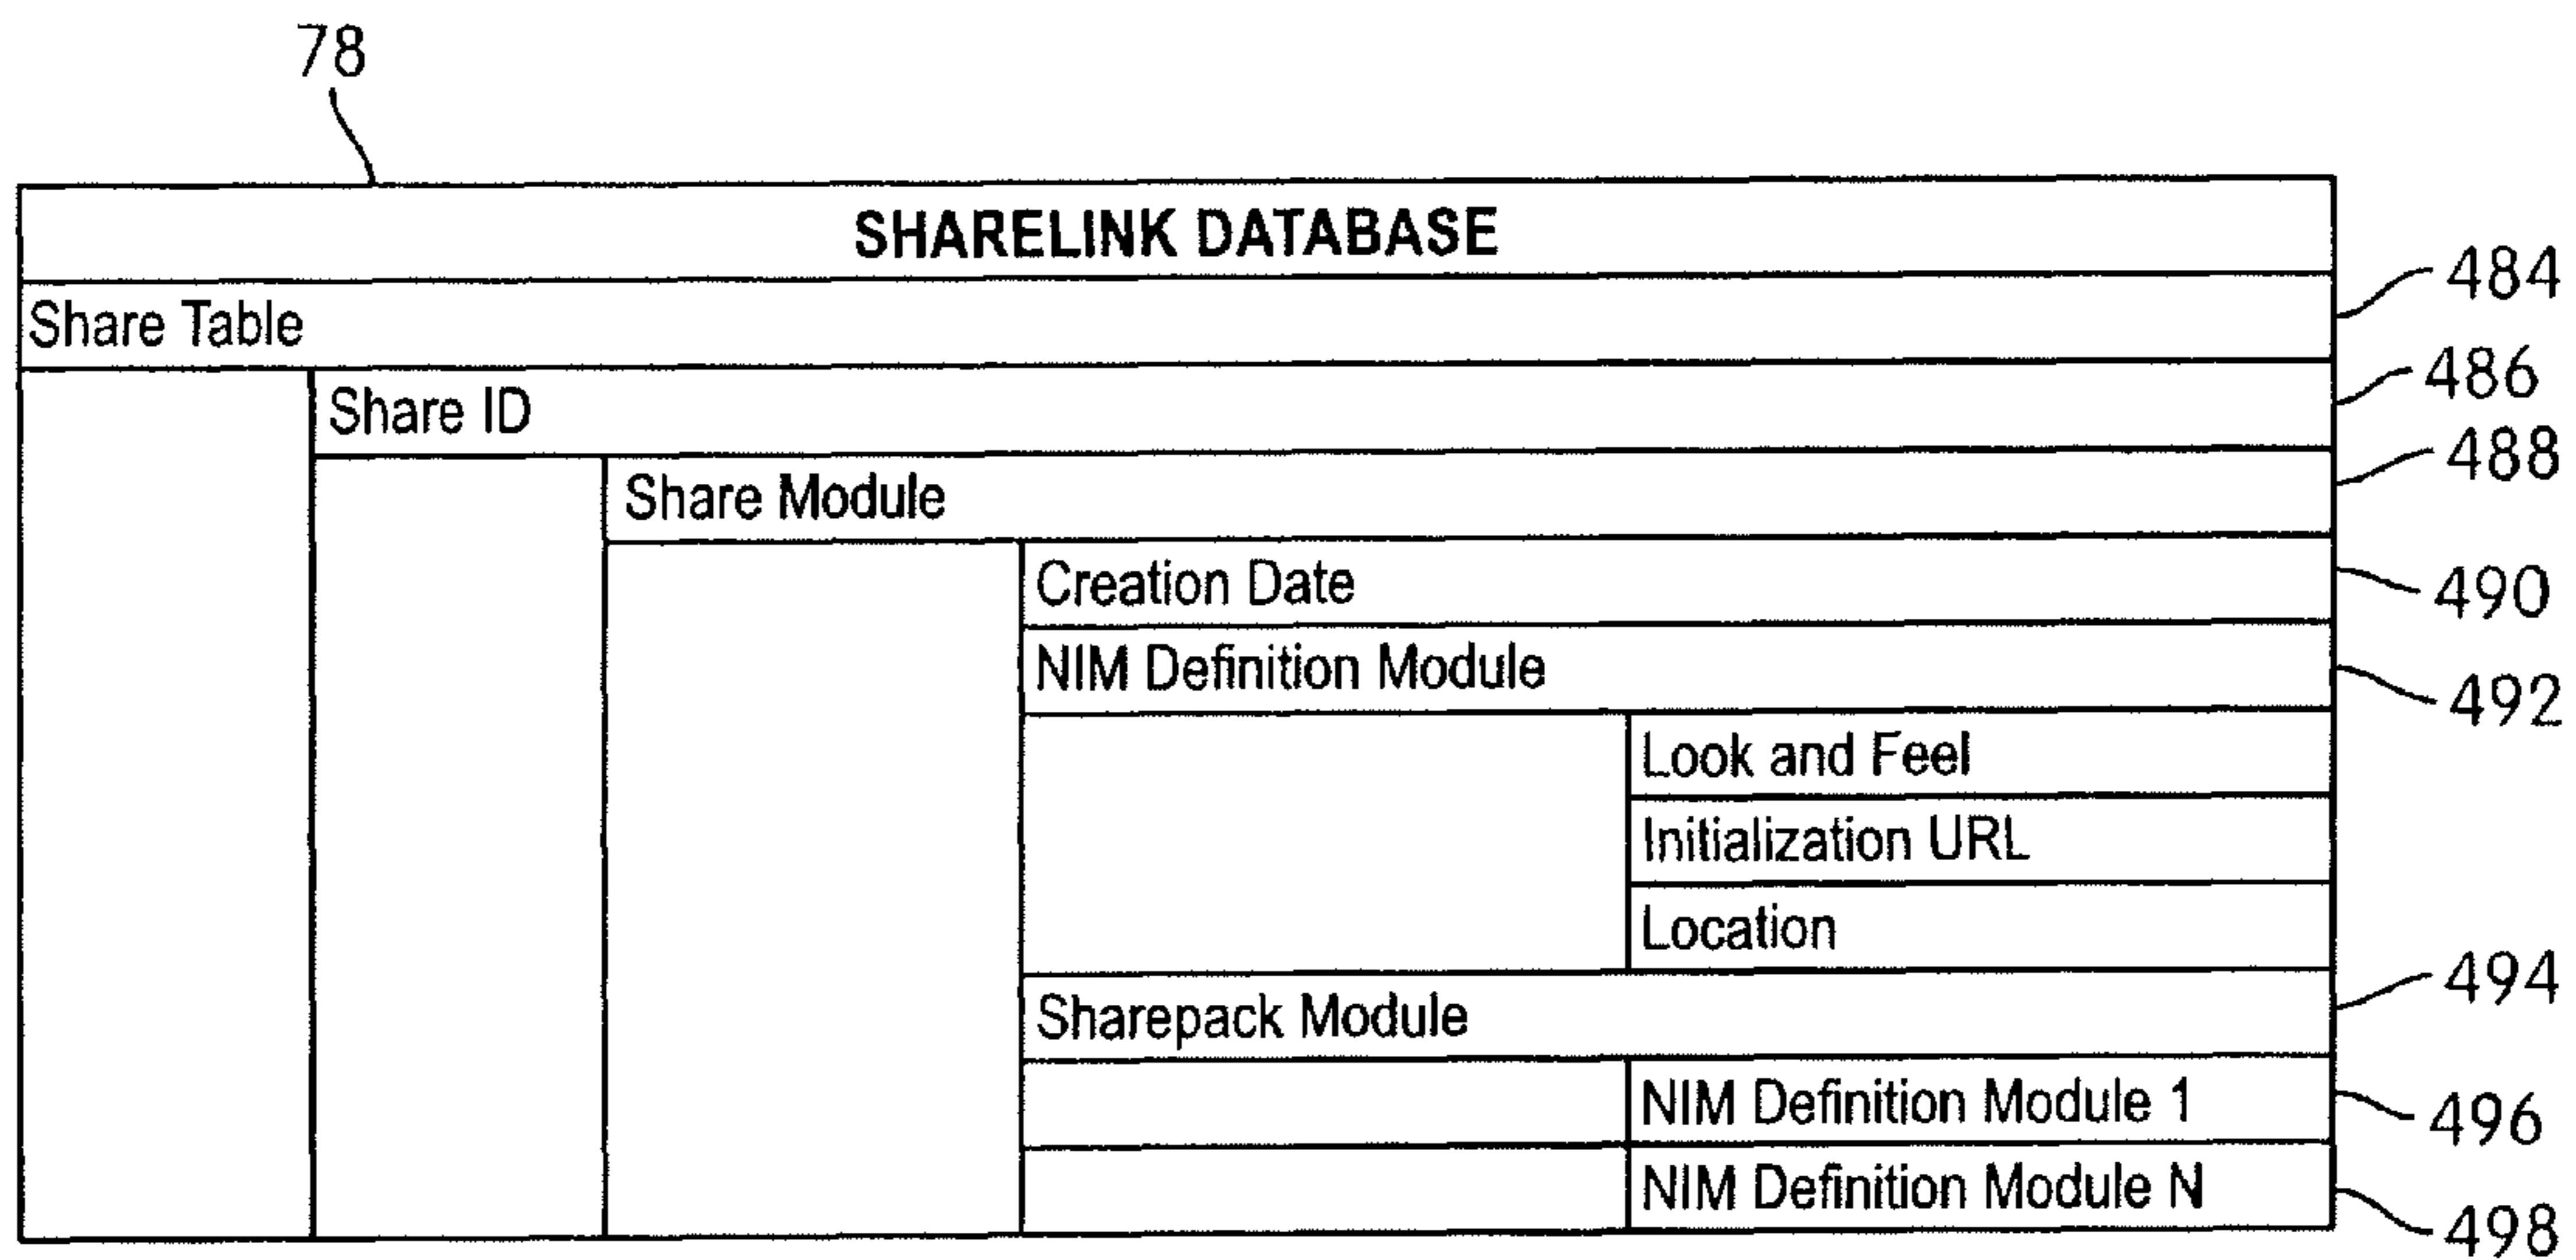 78
SHARELINK DATABASE
484
Share Table
486
Share ID
488
Share Module
Creation Date
490
NIM Definition Module
492
Look and Feel
Initialization URL
Location
494
Sharepack Module
NIM Definition Module 1
496
NIM Definition Module N
498